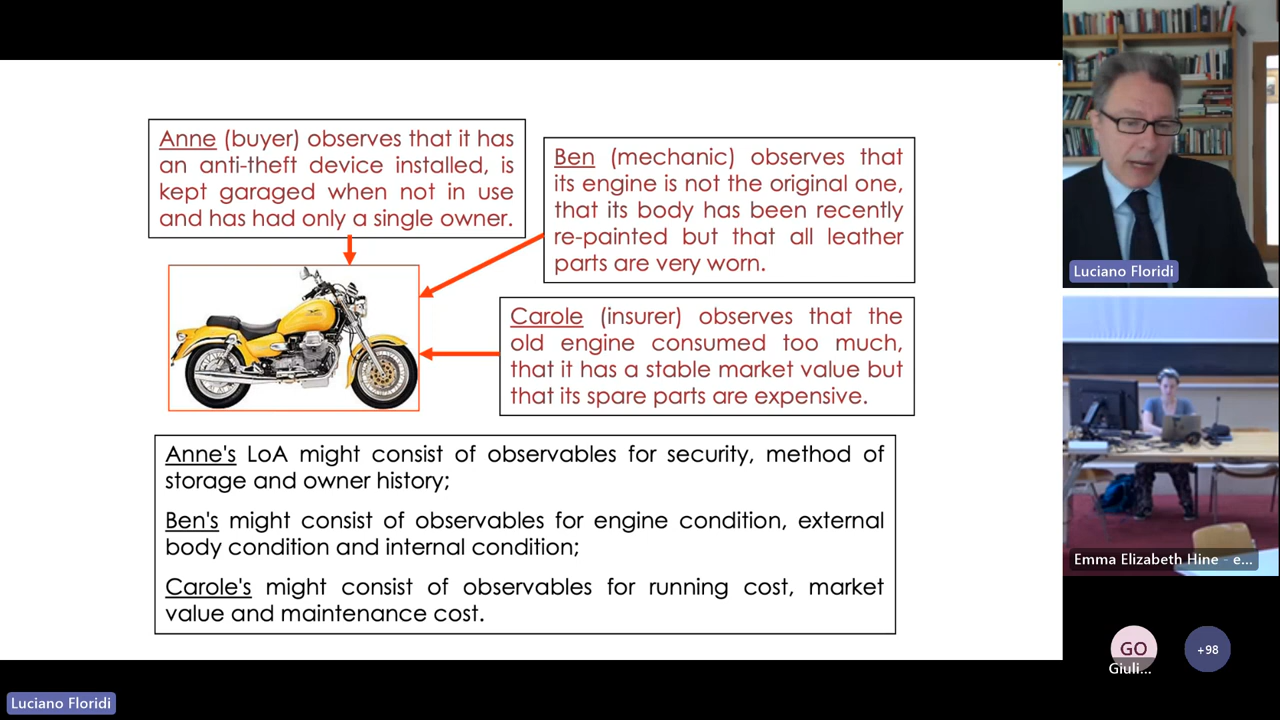 Anne (buyer) observes that it has
an anti-theft device installed, is
kept garaged when not in use
and has had only a single owner.
Ben (mechanic) observes that
its engine is not the original one,
that its body has been recently
re-painted but that all leather
parts are very worn.
Carole (insurer) observes that the
old engine consumed too much,
that it has a stable market value but
that its spare parts are expensive.
Anne's LoA might consist of observables for security, method of
storage and owner history;
Ben's might consist of observables for engine condition, external
body condition and internal condition;
Carole's might consist of observables for running cost, market
value and maintenance cost.
Luciano Floridi
Emma Elizabeth Hine - e...
GO
Giuli...
+98
Luciano Floridi